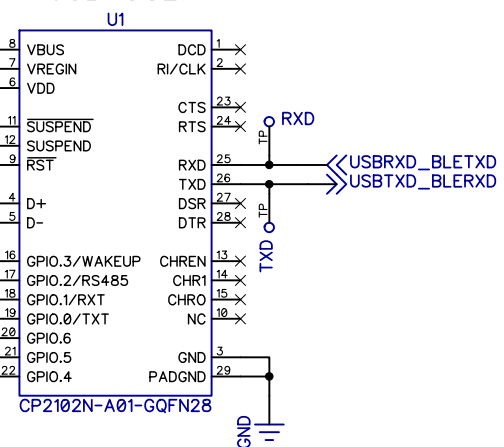 U1
8 VBUS DCD 1
7 VREGIN RI/CLK 2
6 VDD
CTS 23
11 SUSPEND RTS 24
12 SUSPEND
9 RST RXD 25
TXD 26
4 D+ DSR 27
5 D- DTR 28
16 GPIO.3/WAKEUP CHREN 13
17 GPIO.2/RS485 CHR1 14
18 GPIO.1/RXT CHR0 15
19 GPIO.0/TXT NC 10
20 GPIO.6
21 GPIO.5 GND 3
22 GPIO.4 PADGND 29
CP2102N-A01-GQFN28
RXD
TP
USBRXD_BLETXD
USBTXD_BLERXD
TP
TXD
GND